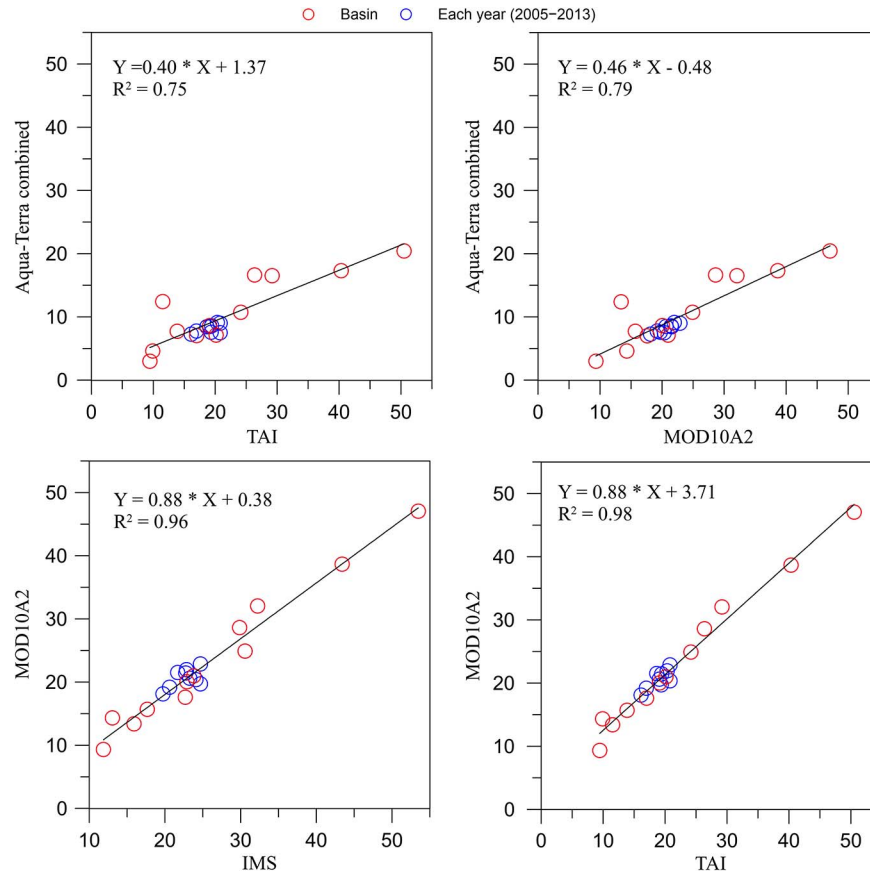 Basin Each year (2005−2013)
Y =0.40 * X + 1.37
R² = 0.75
50
40
30
20
10
0
Aqua-Terra combined
0 10 20 30 40 50
TAI
Y = 0.46 * X - 0.48
R² = 0.79
50
40
30
20
10
0
Aqua-Terra combined
0 10 20 30 40 50
MOD10A2
Y = 0.88 * X + 0.38
R² = 0.96
50
40
30
20
10
0
MOD10A2
10 20 30 40 50
IMS
Y = 0.88 * X + 3.71
R² = 0.98
50
40
30
20
10
0
MOD10A2
0 10 20 30 40 50
TAI